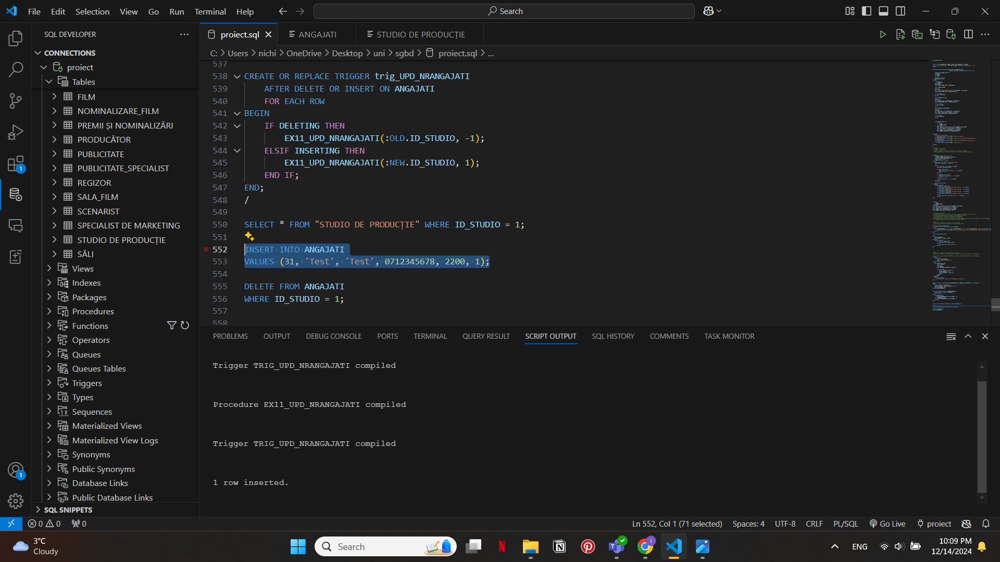 File Edit Selection View Go Run Terminal Help
Search
SQL DEVELOPER
CONNECTIONS
proiect
Tables
FILM
NOMINALIZARE_FILM
PREMII ȘI NOMINALIZĂRI
PRODUCĂTOR
PUBLICITATE
PUBLICITATE_SPECIALIST
REGIZOR
SALA_FILM
SCENARIST
SPECIALIST DE MARKETING
STUDIO DE PRODUCȚIE
SĂLI
Views
Indexes
Packages
Procedures
Functions
Operators
Queues
Queues Tables
Triggers
Types
Sequences
Materialized Views
Materialized View Logs
Synonyms
Public Synonyms
Database Links
Public Database Links
SQL SNIPPETS
1
1
proiect.sql ANGAJATI STUDIO DE PRODUCȚIE
C: > Users > nichi > OneDrive > Desktop > uni > sgbd > proiect.sql > ...
537
538 CREATE OR REPLACE TRIGGER trig_UPD_NRANGAJATI
539 AFTER DELETE OR INSERT ON ANGAJATI
540 FOR EACH ROW
541 BEGIN
542 IF DELETING THEN
543 EX11_UPD_NRANGAJATI(:OLD.ID_STUDIO, -1);
544 ELSIF INSERTING THEN
545 EX11_UPD_NRANGAJATI(:NEW.ID_STUDIO, 1);
546 END IF;
547 END;
548 /
549
550 SELECT * FROM "STUDIO DE PRODUCȚIE" WHERE ID_STUDIO = 1;
551
552 INSERT INTO ANGAJATI
553 VALUES (31, 'Test', 'Test', 0712345678, 2200, 1);
554
555 DELETE FROM ANGAJATI
556 WHERE ID_STUDIO = 1;
557
558
PROBLEMS OUTPUT DEBUG CONSOLE PORTS TERMINAL QUERY RESULT SCRIPT OUTPUT SQL HISTORY COMMENTS TASK MONITOR
Trigger TRIG_UPD_NRANGAJATI compiled
Procedure EX11_UPD_NRANGAJATI compiled
Trigger TRIG_UPD_NRANGAJATI compiled
1 row inserted.
0 0 0 Ln 552, Col 1 (71 selected) Spaces: 4 UTF-8 CRLF PL/SQL Go Live proiect
3°C
Cloudy
Search
ENG
10:09 PM
12/14/2024